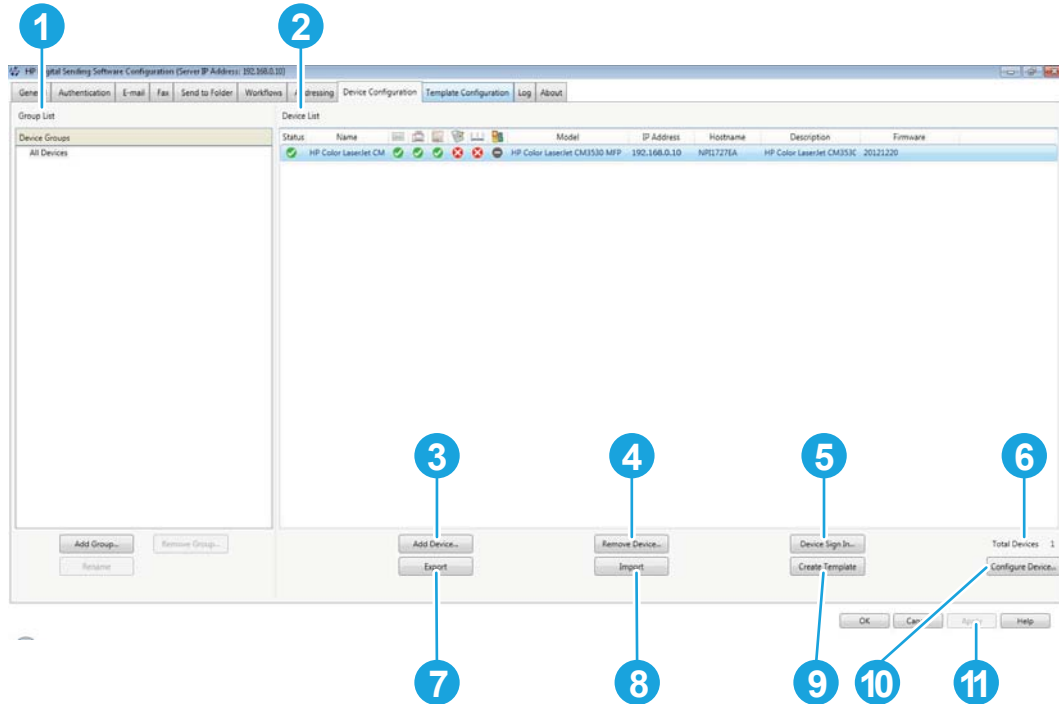 1 2
HP Digital Sending Software Configuration (Server IP Address: 192.168.0.10)
Authentication E-mail Fax Send to Folder Workflows Device Configuration Template Configuration Log About
Group List Device List
Device Groups Status Name Model IP Address Hostname Description Firmware
All Devices HP Color LaserJet CM HP Color LaserJet CM3530 MFP 192.168.0.10 NPI1727EA HP Color LaserJet CM353C 20121220
3 4 5 6
Add Group... Remove Group... Add Device... Remove Device... Device Sign In... Total Devices 1
Rename Export Import Create Template Configure Device...
OK Apply Help
7 8 9 10 11